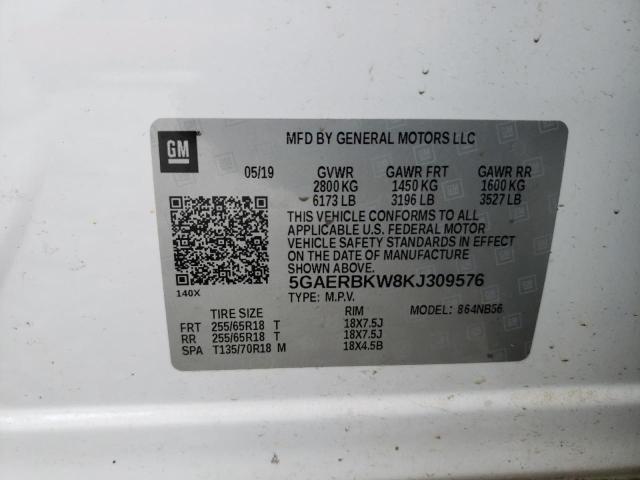 GM
MFD BY GENERAL MOTORS LLC
05/19 GVWR GAWR FRT GAWR RR
2800 KG 1450 KG 1600 KG
6173 LB 3196 LB 3527 LB
THIS VEHICLE CONFORMS TO ALL
APPLICABLE U.S. FEDERAL MOTOR
VEHICLE SAFETY STANDARDS IN EFFECT
ON THE DATE OF MANUFACTURE
SHOWN ABOVE.
140X
5GAERBKW8KJ309576
TYPE: M.P.V. MODEL: 864NB56
TIRE SIZE RIM
FRT 255/65R18 T 18X7.5J
RR 255/65R18 T 18X7.5J
SPA T135/70R18 M 18X4.5B